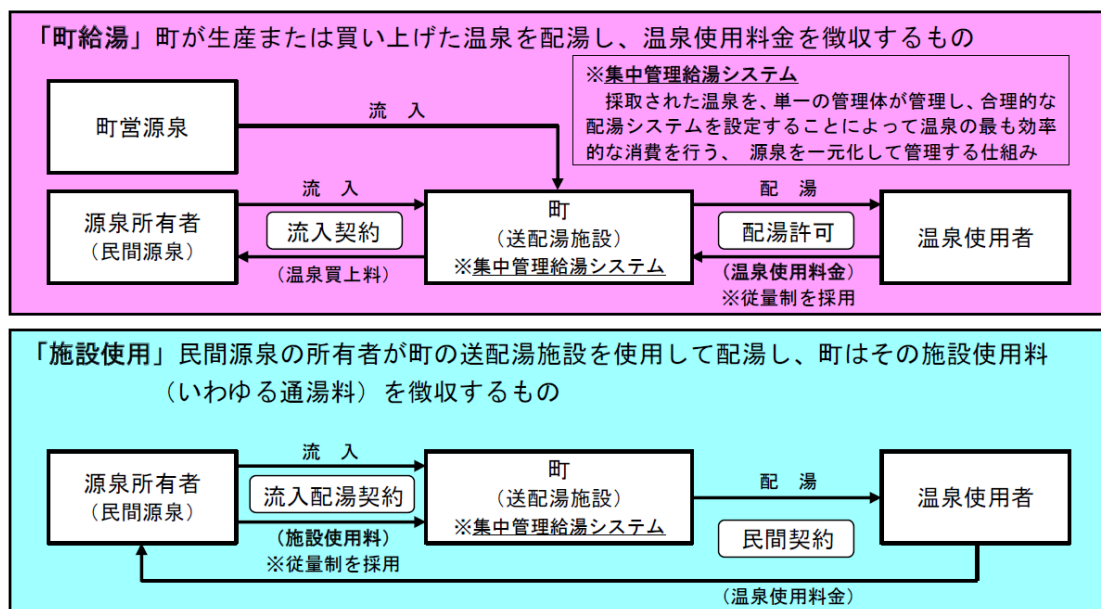 「町給湯」町が生産または買い上げた温泉を配湯し、温泉使用料金を徴収するもの
※集中管理給湯システム
採取された温泉を、単一の管理体が管理し、合理的な
配湯システムを設定することによって温泉の最も効率
的な消費を行う、 源泉を一元化して管理する仕組み
町営源泉
流 入
源泉所有者
（民間源泉）
流 入
流入契約
（温泉買上料）
町
（送配湯施設）
※集中管理給湯システム
配 湯
配湯許可
（温泉使用料金）
※従量制を採用
温泉使用者
「施設使用」民間源泉の所有者が町の送配湯施設を使用して配湯し、町はその施設使用料
（いわゆる通湯料）を徴収するもの
源泉所有者
（民間源泉）
流 入
流入配湯契約
（施設使用料）
※従量制を採用
町
（送配湯施設）
※集中管理給湯システム
配 湯
民間契約
温泉使用者
（温泉使用料金）